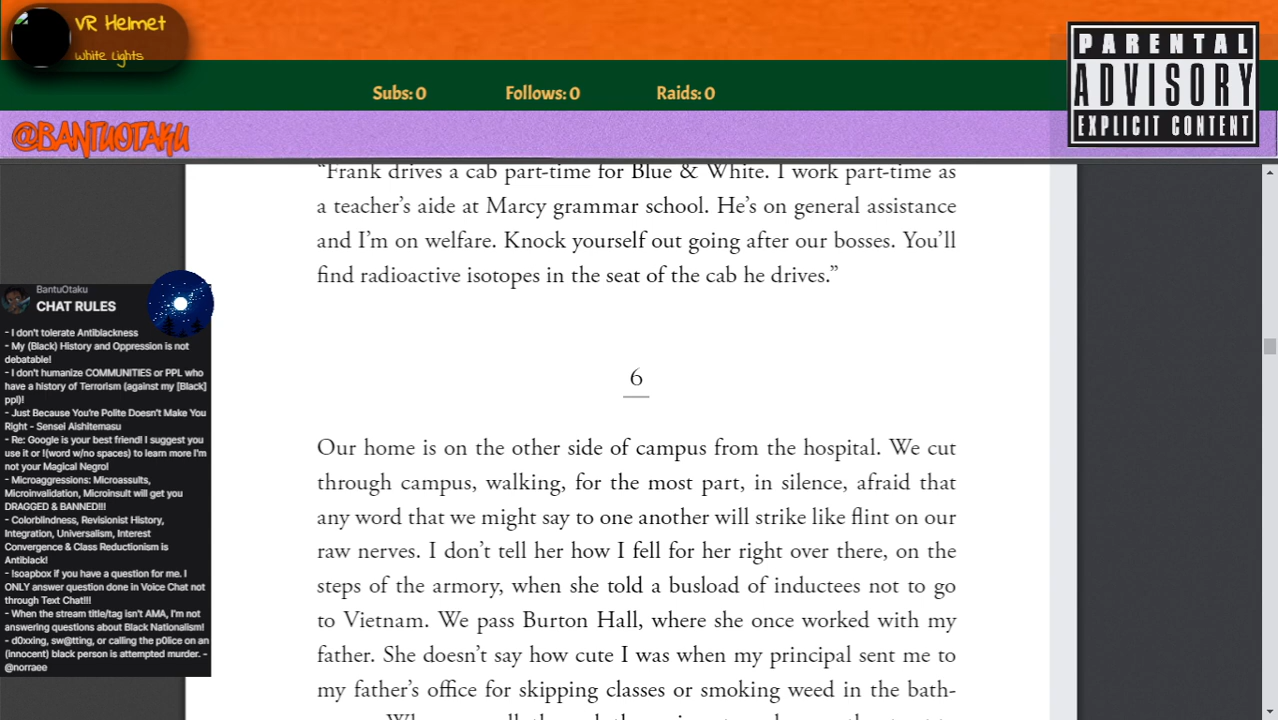 VR Helmet
White Lights
PARENTAL
ADVISORY
EXPLICIT CONTENT
Subs: 0
Follows: 0
Raids: 0
@BANTUOTAKU
“Frank drives a cab part-time for Blue & White. I work part-time as
a teacher’s aide at Marcy grammar school. He’s on general assistance
and I’m on welfare. Knock yourself out going after our bosses. You’ll
find radioactive isotopes in the seat of the cab he drives.”
6
Our home is on the other side of campus from the hospital. We cut
through campus, walking, for the most part, in silence, afraid that
any word that we might say to one another will strike like flint on our
raw nerves. I don’t tell her how I fell for her right over there, on the
steps of the armory, when she told a busload of inductees not to go
to Vietnam. We pass Burton Hall, where she once worked with my
father. She doesn’t say how cute I was when my principal sent me to
my father’s office for skipping classes or smoking weed in the bath-
BantuOtaku
CHAT RULES
- I don't tolerate Antiblackness
- My (Black) History and Oppression is not
debatable!
- I don't humanize COMMUNITIES or PPL who
have a history of Terrorism (against my [Black]
ppl)!
- Just Because You're Polite Doesn't Make You
Right - Sensei Aishitemasu
- Re: Google is your best friend! I suggest you
use it or !(word w/no spaces) to learn more I'm
not your Magical Negro!
- Microaggressions: Microassults,
Microinvalidation, Microinsult will get you
DRAGGED & BANNED!!!
- Colorblindness, Revisionist History,
Integration, Universalism, Interest
Convergence & Class Reductionism is
Antiblack!
- !soapbox if you have a question for me. I
ONLY answer question done in Voice Chat not
through Text Chat!!!
- When the stream title/tag isn't AMA, I'm not
answering questions about Black Nationalism!
- d0xxing, sw@tting, or calling the p0lice on an
(innocent) black person is attempted murder. -
@norraee